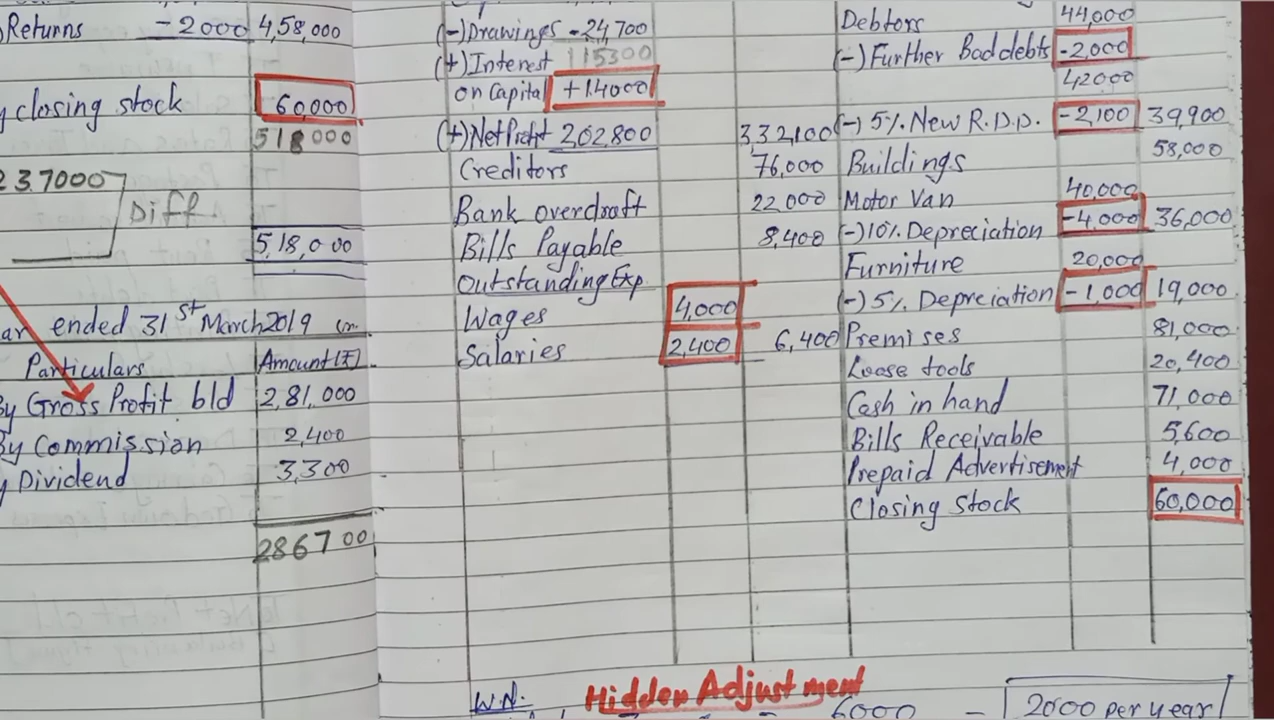 Returns -2000 4,58,000
closing stock 60,000
518000
237000
Diff.
5,18,000
ended 31st March2019
Particulars Amount(₹)
By Gross Profit b/d 2,81,000
By Commission 2,400
Dividend 3,300
286700
(-)Drawings -24,700
(+)Interest 115300
on Capital +14000
(+)Net Profit 202800 3,32,100
Creditors 76,000
Bank overdraft 22,000
Bills Payable 8,400
Outstanding Exp.
Wages 4,000
Salaries 2,400 6,400
Debtors 44,000
(-) Further Bad debts -2,000
42000
(-) 5% New R.D.D. -2,100 39,900
Buildings 58,000
Motor Van 40,000
(-)10% Depreciation -4,000 36,000
Furniture 20,000
(-) 5% Depreciation -1,000 19,000
Premises 81,000
Loose tools 20,400
Cash in hand 71,000
Bills Receivable 5,600
Prepaid Advertisement 4,000
Closing stock 60,000
W.N. Hidden Adjustment
6000 = 2000 per year